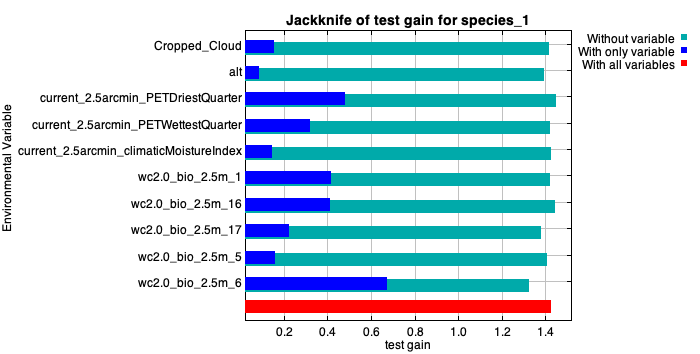 Jackknife of test gain for species_1
Without variable
With only variable
With all variables
Environmental Variable
Cropped_Cloud
alt
current_2.5arcmin_PETDriestQuarter
current_2.5arcmin_PETWettestQuarter
current_2.5arcmin_climaticMoistureIndex
wc2.0_bio_2.5m_1
wc2.0_bio_2.5m_16
wc2.0_bio_2.5m_17
wc2.0_bio_2.5m_5
wc2.0_bio_2.5m_6
0.2 0.4 0.6 0.8 1.0 1.2 1.4
test gain